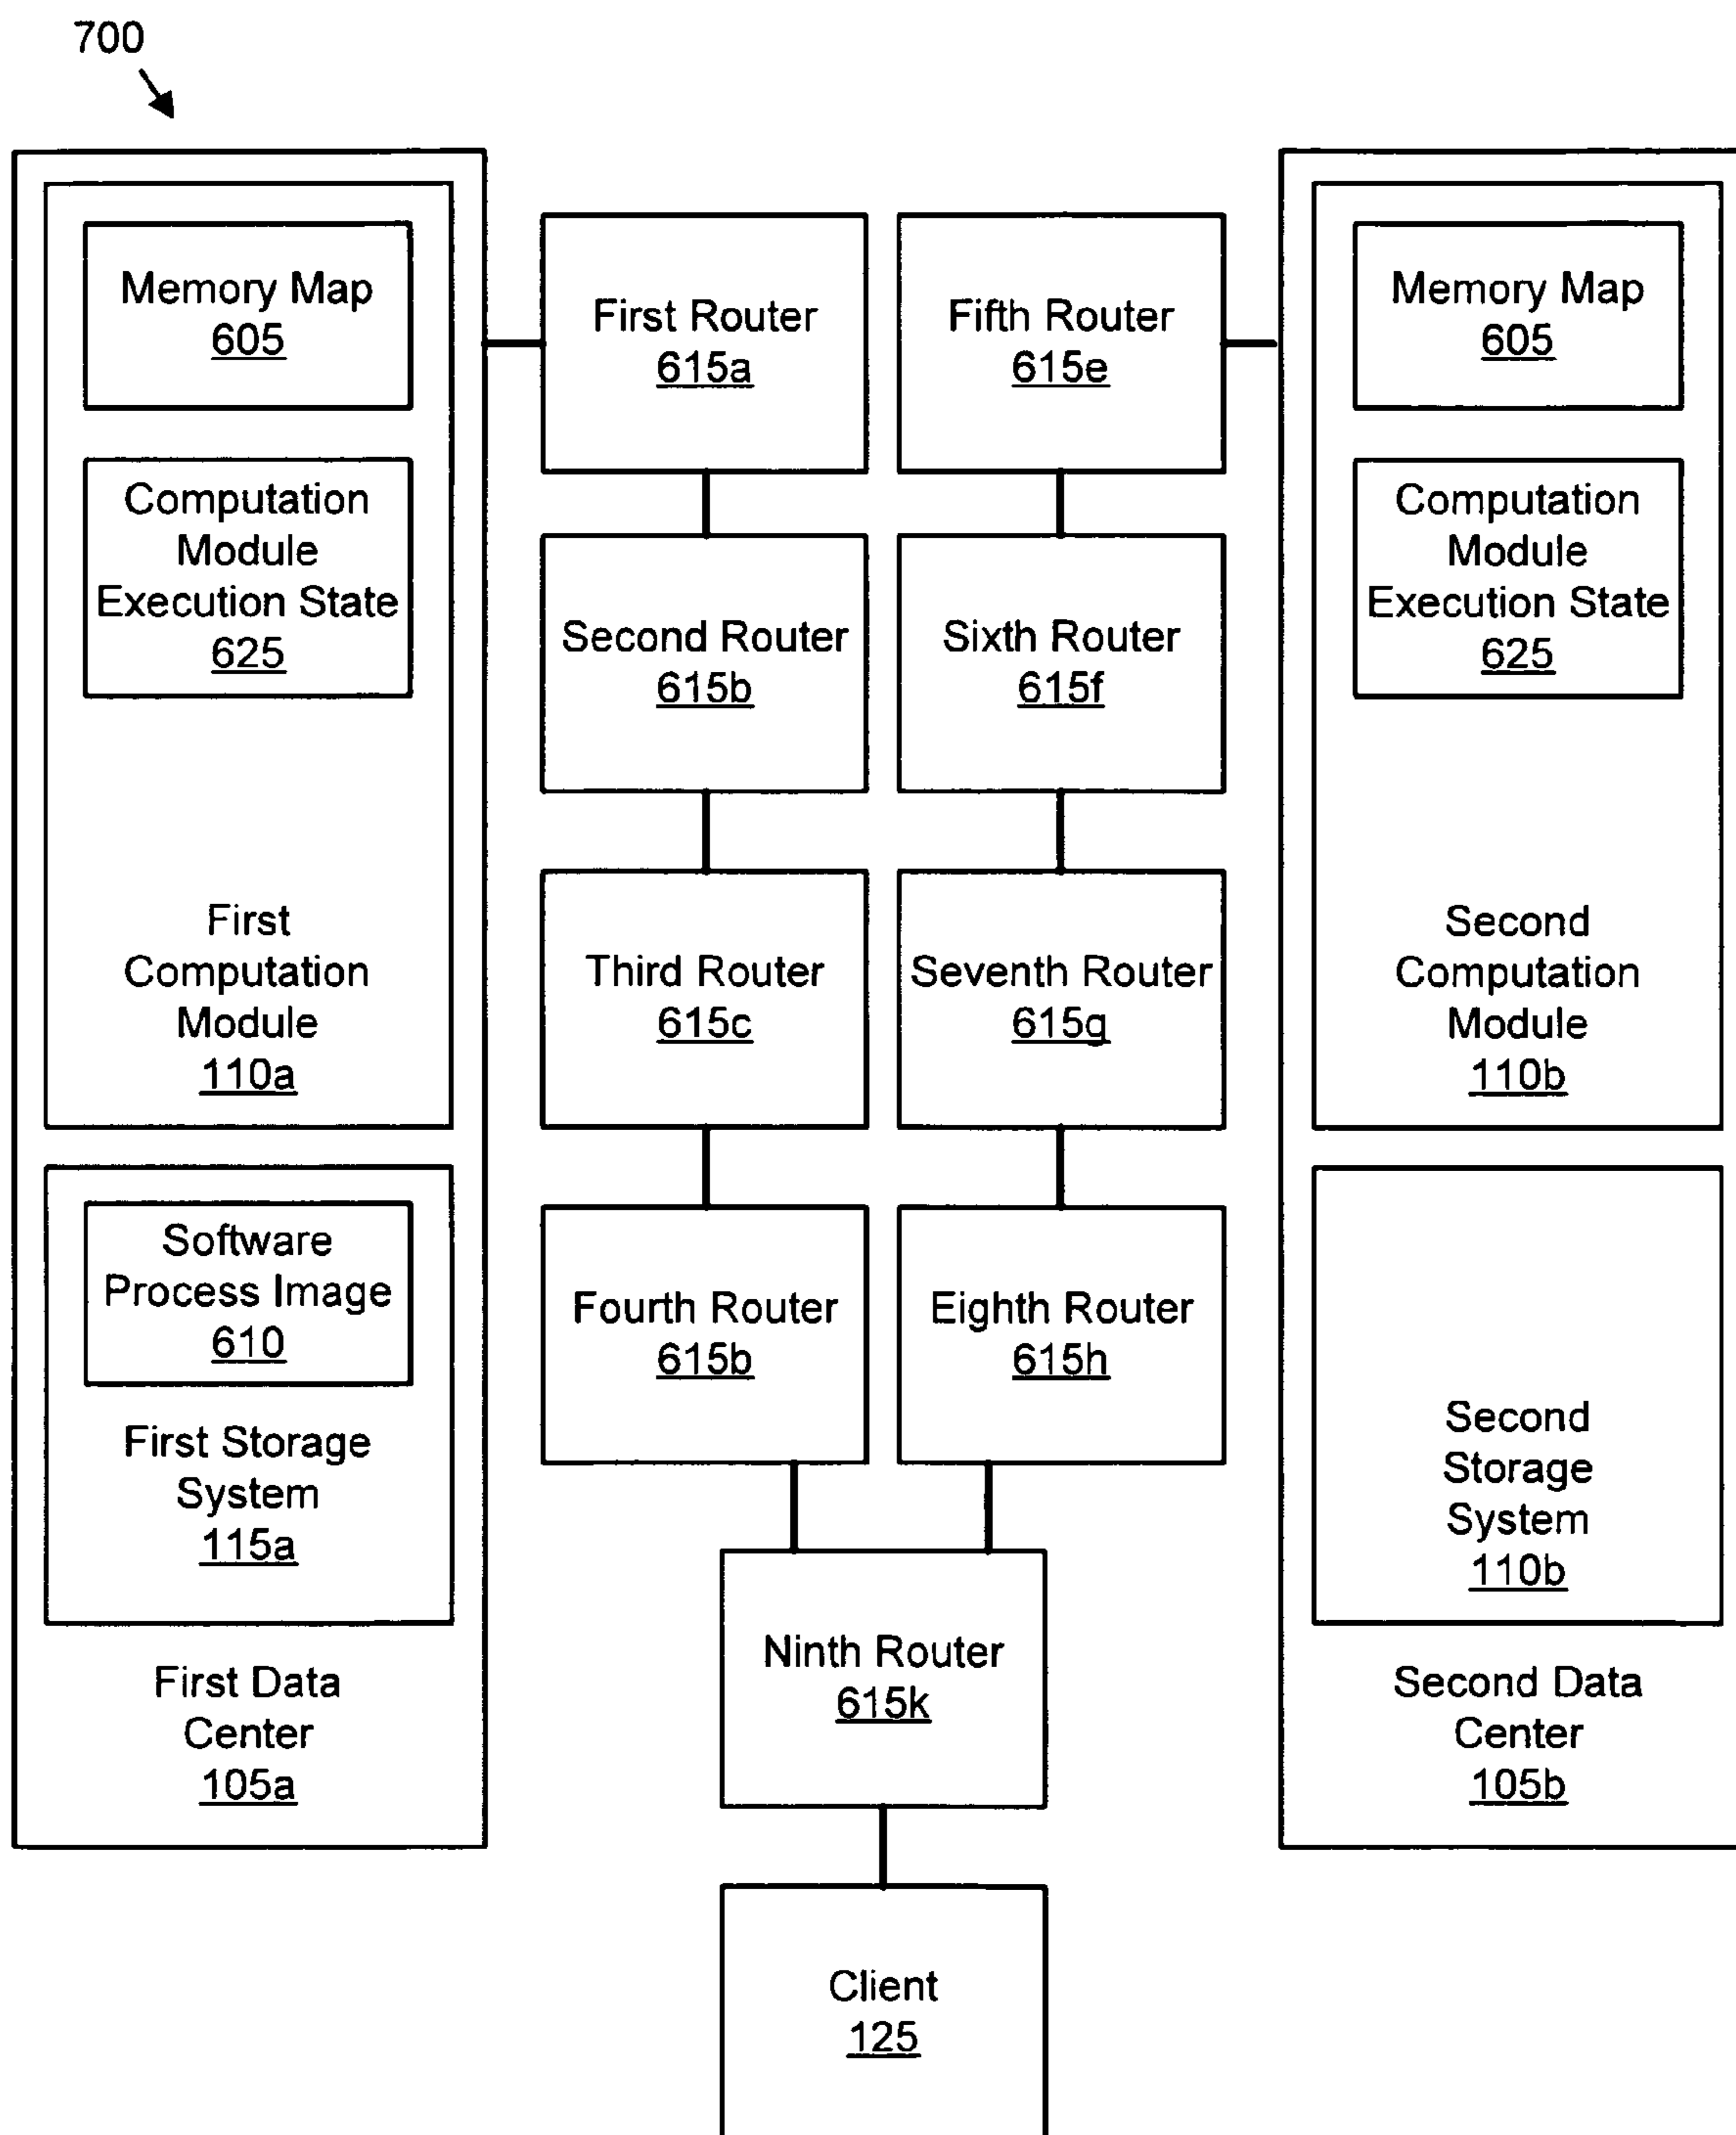 700
Memory Map
605
Computation
Module
Execution State
625
First
Computation
Module
110a
Software
Process Image
610
First Storage
System
115a
First Data
Center
105a
First Router
615a
Second Router
615b
Third Router
615c
Fourth Router
615b
Fifth Router
615e
Sixth Router
615f
Seventh Router
615g
Eighth Router
615h
Ninth Router
615k
Client
125
Memory Map
605
Computation
Module
Execution State
625
Second
Computation
Module
110b
Second
Storage
System
110b
Second Data
Center
105b